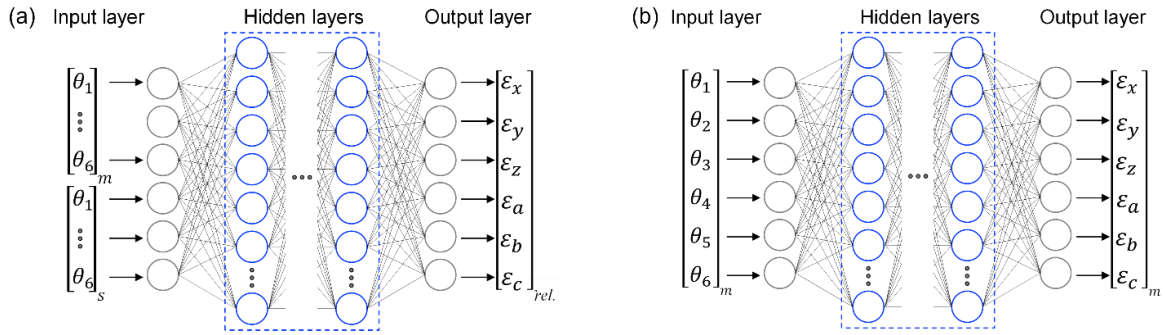 (a) Input layer Hidden layers Output layer
θ1
θ6 m
θ1
θ6 s
εx
εy
εz
εa
εb
εc rel.
(b) Input layer Hidden layers Output layer
θ1
θ2
θ3
θ4
θ5
θ6 m
εx
εy
εz
εa
εb
εc m